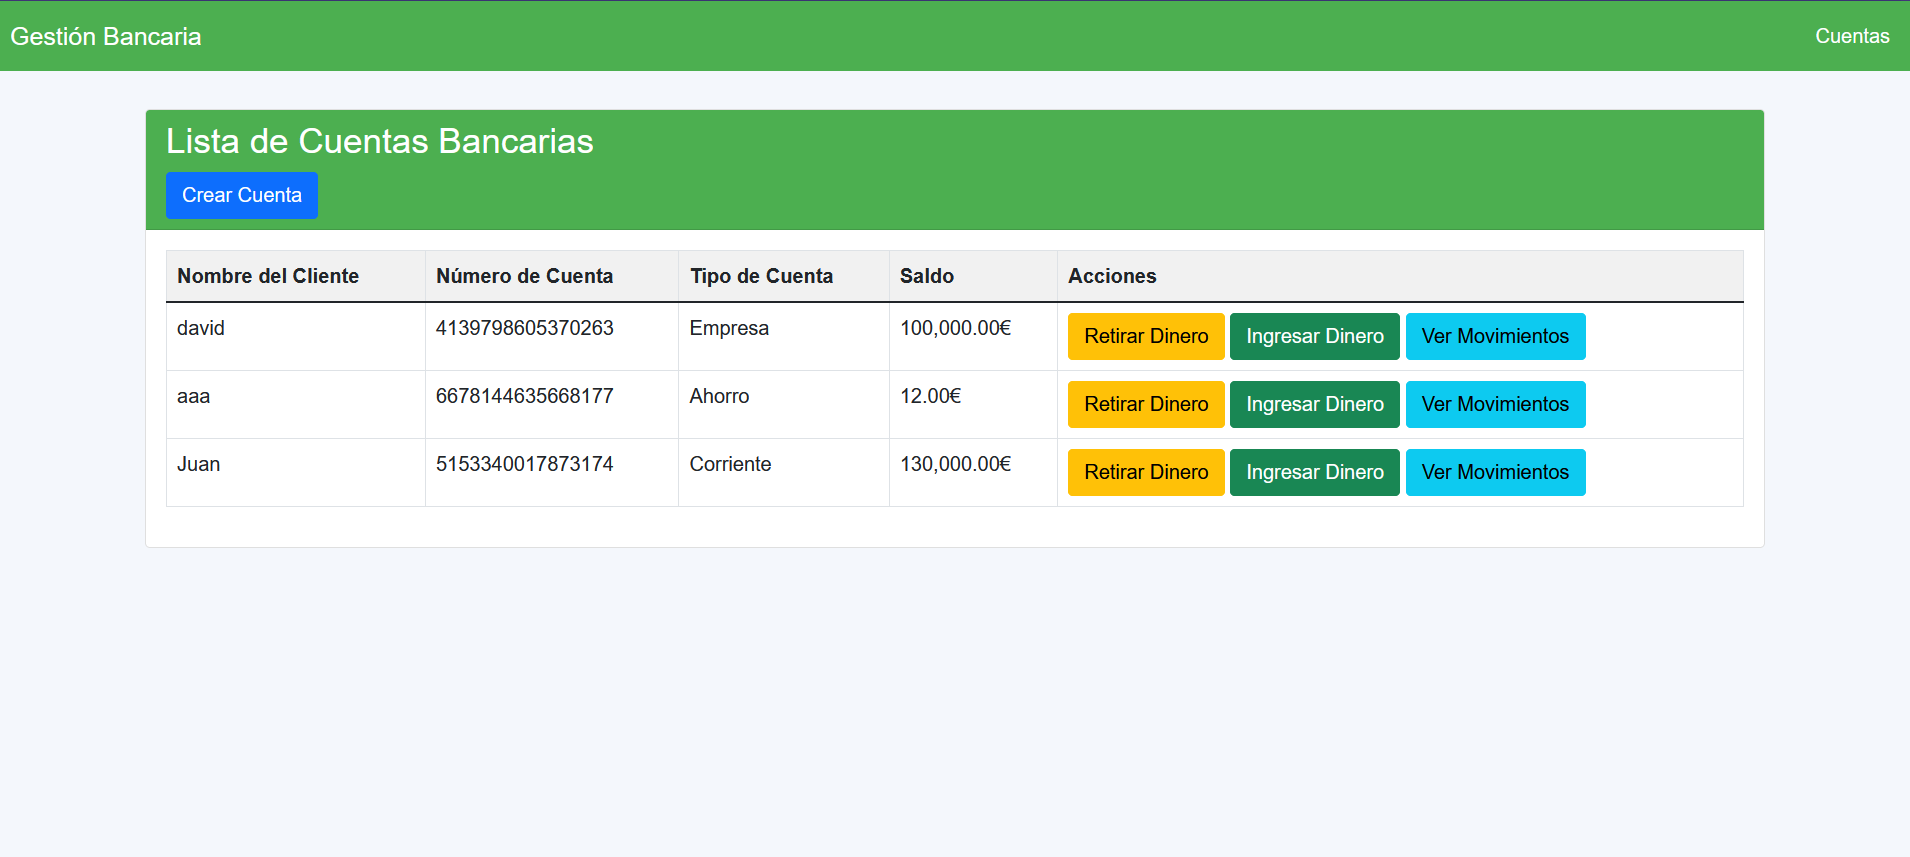 Gestión Bancaria Cuentas
Lista de Cuentas Bancarias
Crear Cuenta
Nombre del Cliente Número de Cuenta Tipo de Cuenta Saldo Acciones
david 4139798605370263 Empresa 100,000.00€ Retirar Dinero Ingresar Dinero Ver Movimientos
aaa 6678144635668177 Ahorro 12.00€ Retirar Dinero Ingresar Dinero Ver Movimientos
Juan 5153340017873174 Corriente 130,000.00€ Retirar Dinero Ingresar Dinero Ver Movimientos